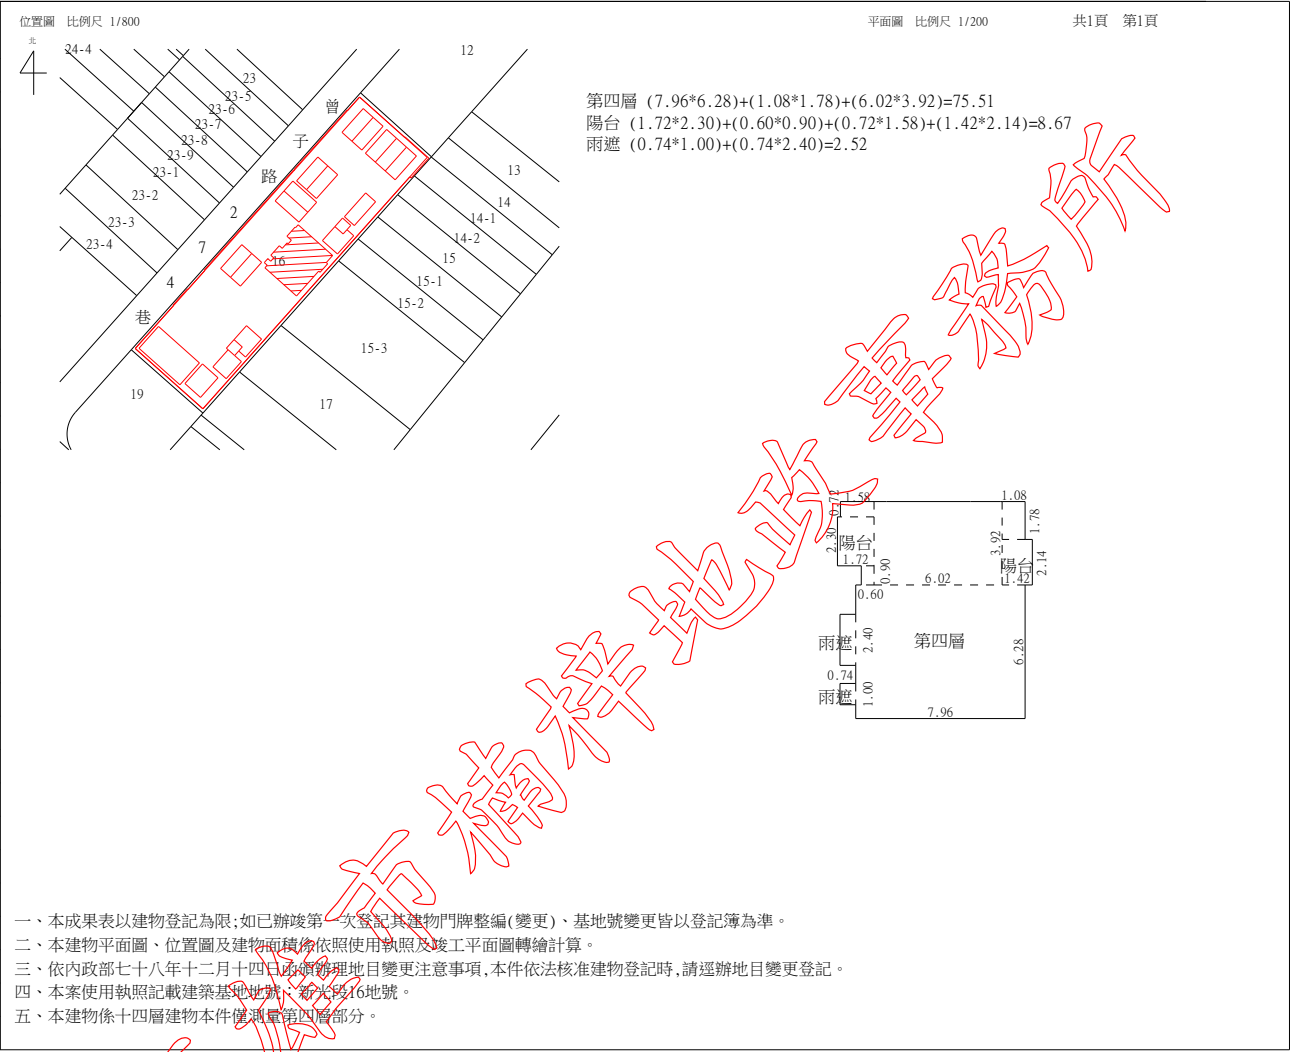 位置圖 比例尺 1/800
平面圖 比例尺 1/200
共1頁 第1頁
北
24-4
12
23
23-5
23-6
23-7
23-8
23-9
23-1
23-2
23-3
23-4
曾
子
路
2
7
4
巷
13
14
14-1
14-2
15
15-1
15-2
15-3
16
17
19
第四層 (7.96*6.28)+(1.08*1.78)+(6.02*3.92)=75.51
陽台 (1.72*2.30)+(0.60*0.90)+(0.72*1.58)+(1.42*2.14)=8.67
雨遮 (0.74*1.00)+(0.74*2.40)=2.52
0.72
1.58
1.08
1.78
2.30
陽台
3.92
陽台
2.14
1.72
0.90
6.02
1.42
0.60
雨遮
2.40
第四層
6.28
0.74
雨遮
1.00
7.96
市楠梓地政事務所
一、本成果表以建物登記為限;如已辦竣第一次登記其建物門牌整編(變更)、基地號變更皆以登記簿為準。
二、本建物平面圖、位置圖及建物面積係依照使用執照及竣工平面圖轉繪計算。
三、依內政部七十八年十二月十四日函頒辦理地目變更注意事項,本件依法核准建物登記時,請逕辦地目變更登記。
四、本案使用執照記載建築基地地號：新光段16地號。
五、本建物係十四層建物本件僅測量第四層部分。